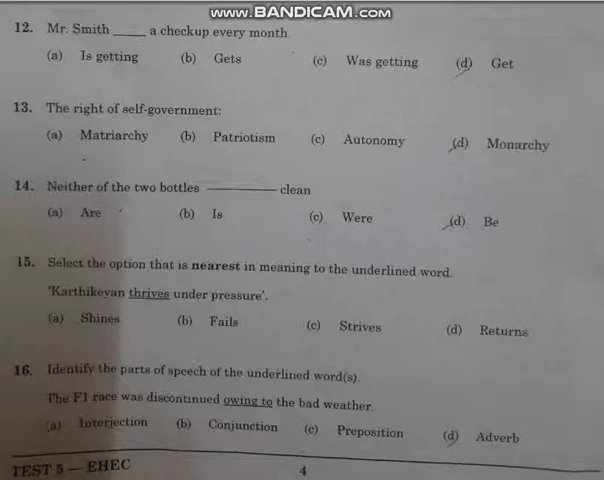 www.BANDICAM.com
12. Mr. Smith ____ a checkup every month.
(a) Is getting (b) Gets (c) Was getting (d) Get
13. The right of self-government:
(a) Matriarchy (b) Patriotism (c) Autonomy (d) Monarchy
14. Neither of the two bottles ________ clean
(a) Are (b) Is (c) Were (d) Be
15. Select the option that is nearest in meaning to the underlined word.
'Karthikeyan thrives under pressure'.
(a) Shines (b) Fails (c) Strives (d) Returns
16. Identify the parts of speech of the underlined word(s).
The F1 race was discontinued owing to the bad weather.
(a) Interjection (b) Conjunction (c) Preposition (d) Adverb
TEST 5 — EHEC 4